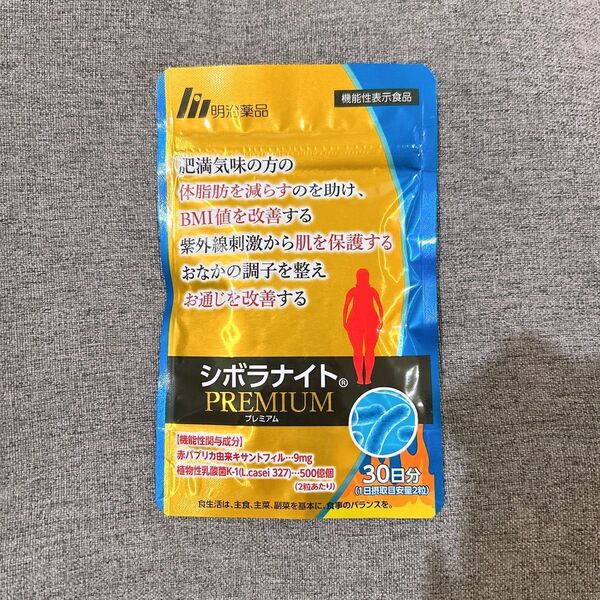 明治薬品
機能性表示食品
肥満気味の方の
体脂肪を減らすのを助け、
BMI値を改善する
紫外線刺激から肌を保護する
おなかの調子を整え
お通じを改善する
シボラナイト®
PREMIUM
プレミアム
【機能性関与成分】
赤パプリカ由来キサントフィル…9mg
植物性乳酸菌K-1(L.casei 327)…500億個
(2粒あたり)
30日分
(1日摂取目安量2粒)
食生活は、主食、主菜、副菜を基本に、食事のバランスを。